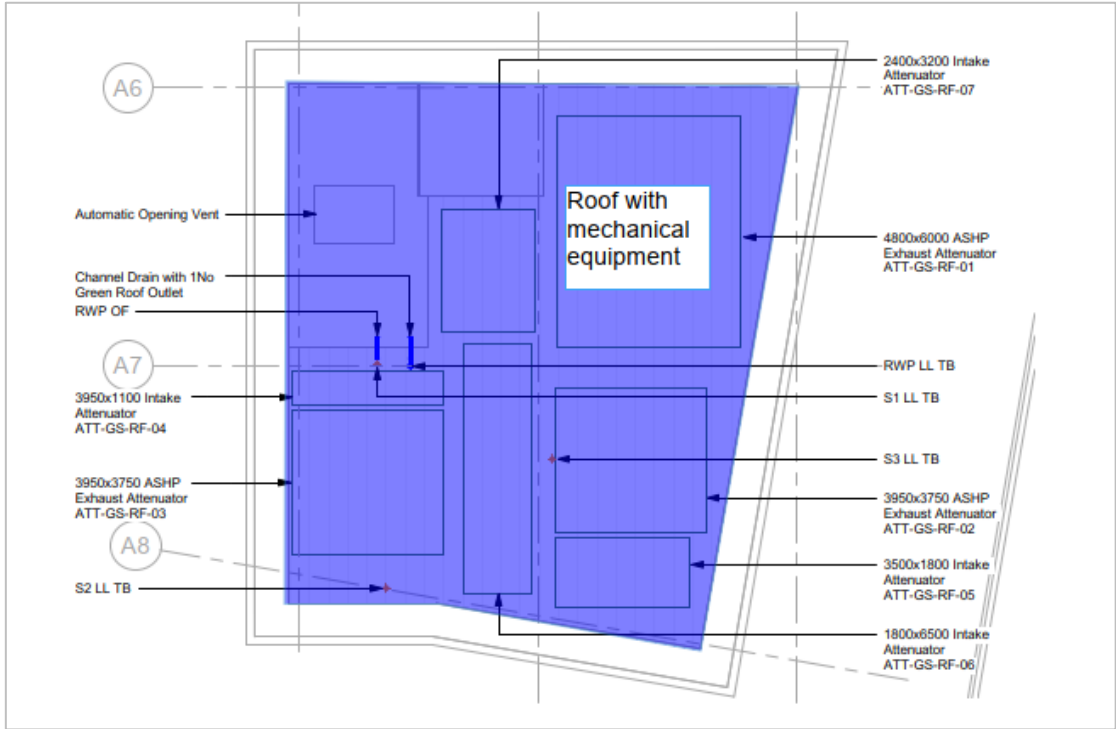 A6
A7
A8
Automatic Opening Vent
Channel Drain with 1No
Green Roof Outlet
RWP OF
3950x1100 Intake
Attenuator
ATT-GS-RF-04
3950x3750 ASHP
Exhaust Attenuator
ATT-GS-RF-03
S2 LL TB
Roof with
mechanical
equipment
2400x3200 Intake
Attenuator
ATT-GS-RF-07
4800x6000 ASHP
Exhaust Attenuator
ATT-GS-RF-01
RWP LL TB
S1 LL TB
S3 LL TB
3950x3750 ASHP
Exhaust Attenuator
ATT-GS-RF-02
3500x1800 Intake
Attenuator
ATT-GS-RF-05
1800x6500 Intake
Attenuator
ATT-GS-RF-06